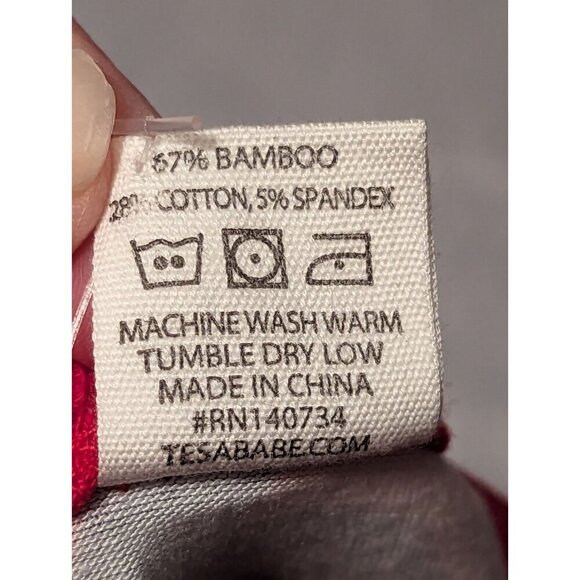 67% BAMBOO
28% COTTON, 5% SPANDEX
MACHINE WASH WARM
TUMBLE DRY LOW
MADE IN CHINA
#RN140734
TESABABE.COM